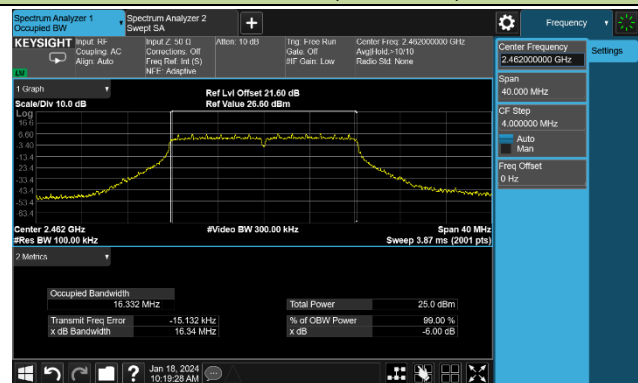 Spectrum Analyzer 1
Occupied BW
Spectrum Analyzer 2
Swept SA
Frequency
KEYSIGHT
Input: RF
Coupling: AC
Align: Auto
Input Z: 50 Ω
Corrections: Off
Freq Ref: Int (S)
NFE: Adaptive
Atten: 10 dB
Trig: Free Run
Gate: Off
#IF Gain: Low
Center Freq: 2.462000000 GHz
Avg|Hold:>10/10
Radio Std: None
Center Frequency
2.462000000 GHz
Settings
Span
40.000 MHz
CF Step
4.000000 MHz
Auto
Man
Freq Offset
0 Hz
1 Graph
Scale/Div 10.0 dB
Ref Lvl Offset 21.60 dB
Ref Value 26.60 dBm
Log
16.6
6.60
-3.40
-13.4
-23.4
-33.4
-43.4
-53.4
-63.4
Center 2.462 GHz
#Res BW 100.00 kHz
#Video BW 300.00 kHz
Span 40 MHz
Sweep 3.87 ms (2001 pts)
2 Metrics
Occupied Bandwidth
16.332 MHz
Total Power 25.0 dBm
Transmit Freq Error -15.132 kHz
% of OBW Power 99.00 %
x dB Bandwidth 16.34 MHz
x dB -6.00 dB
Jan 18, 2024
10:19:28 AM